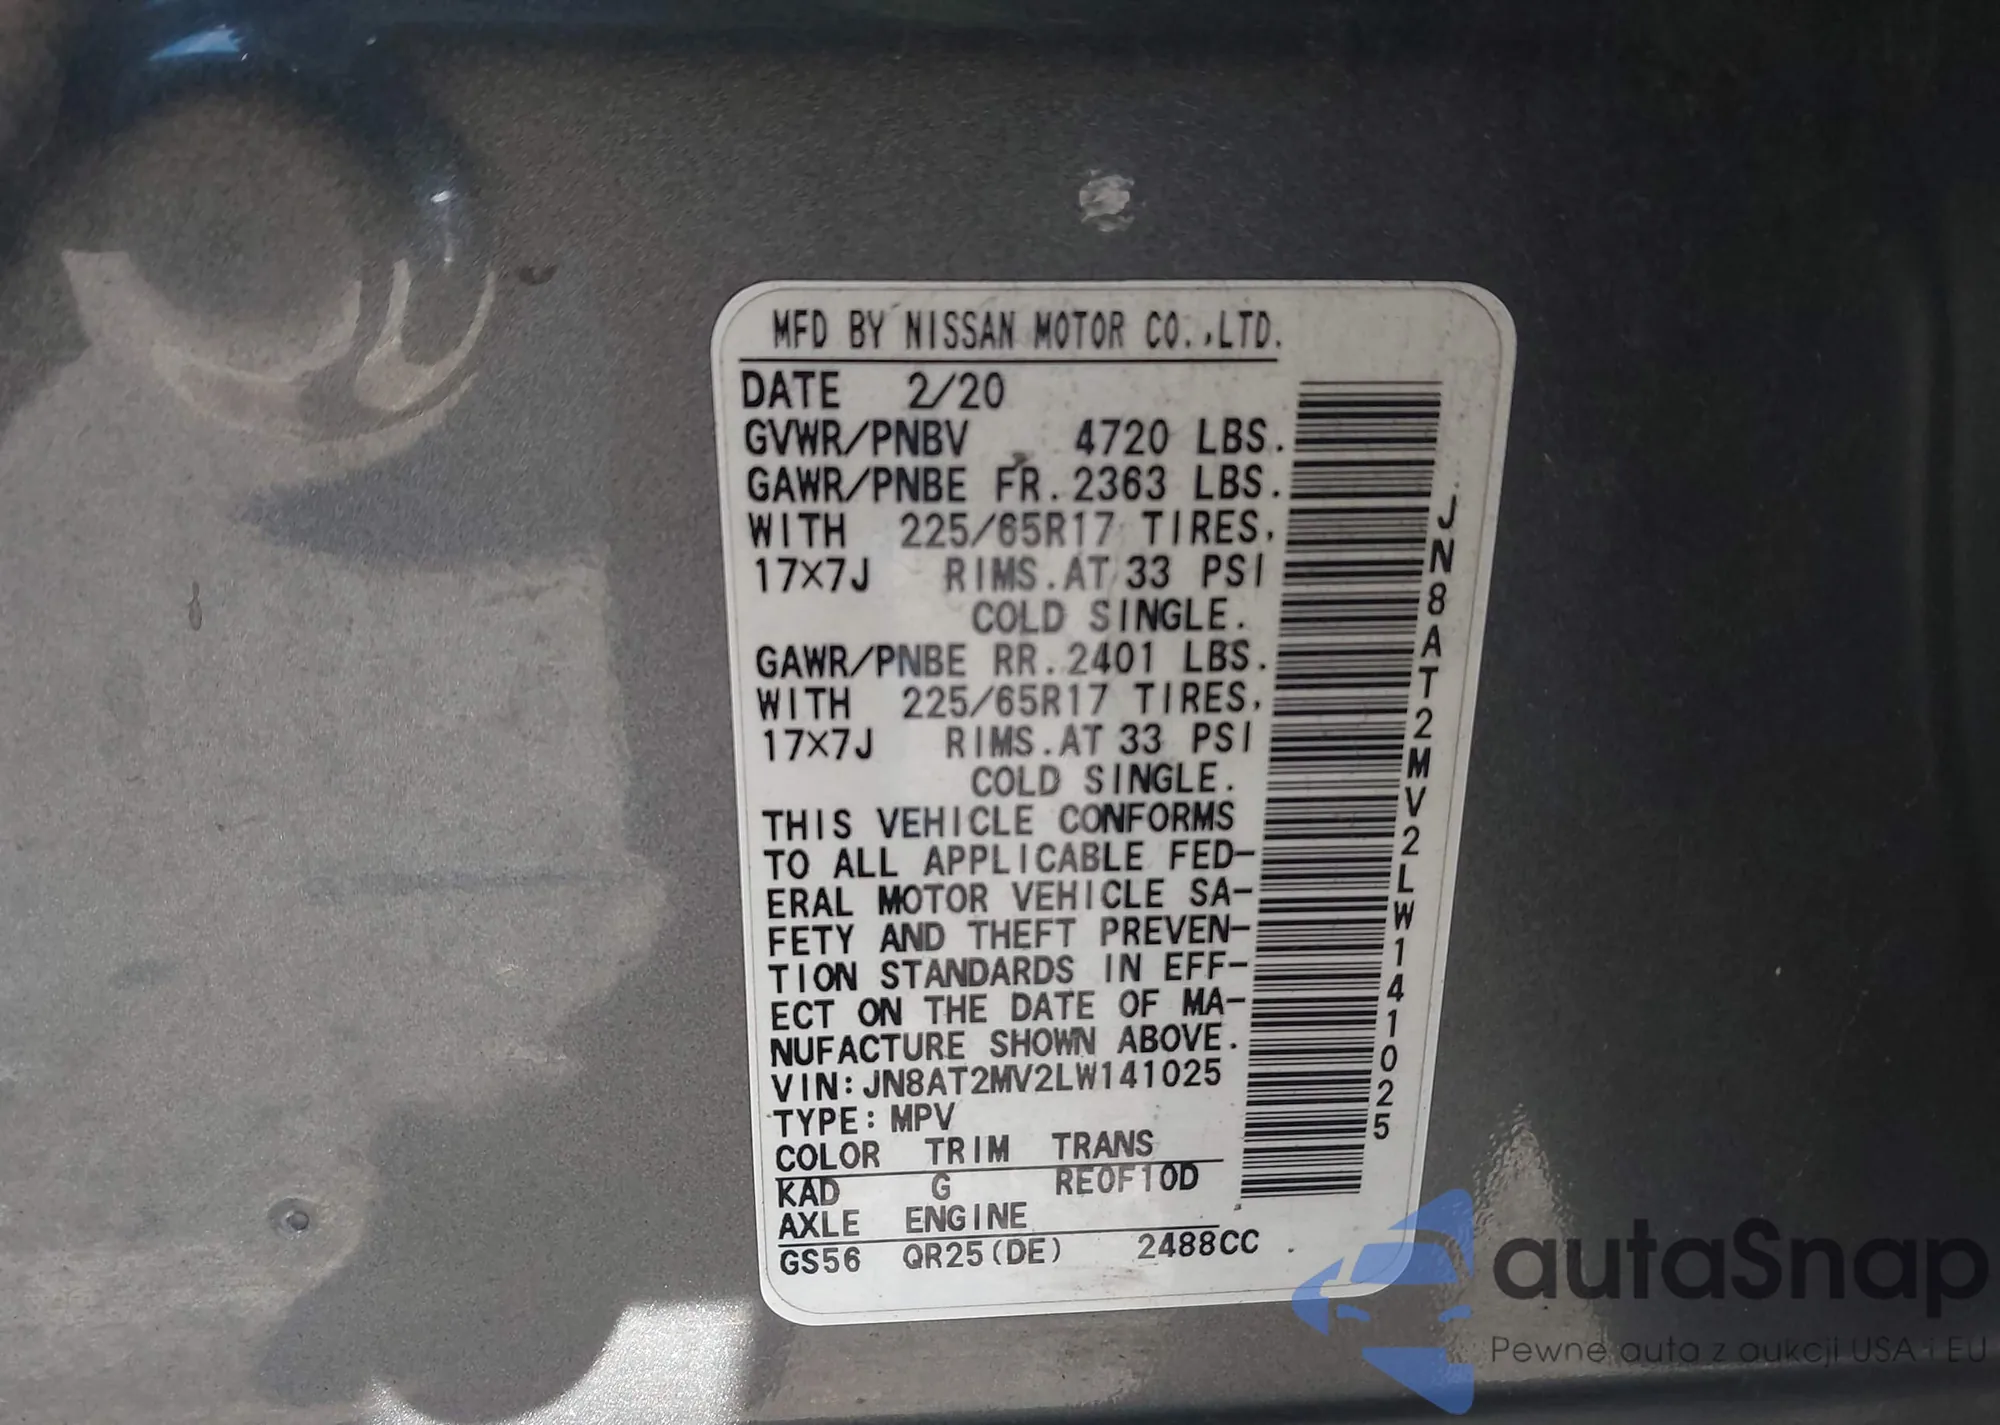 MFD BY NISSAN MOTOR CO.,LTD.
DATE 2/20
GVWR/PNBV 4720 LBS.
GAWR/PNBE FR.2363 LBS.
WITH 225/65R17 TIRES,
17×7J RIMS.AT 33 PSI
COLD SINGLE.
GAWR/PNBE RR.2401 LBS.
WITH 225/65R17 TIRES,
17×7J RIMS.AT 33 PSI
COLD SINGLE.
THIS VEHICLE CONFORMS
TO ALL APPLICABLE FED-
ERAL MOTOR VEHICLE SA-
FETY AND THEFT PREVEN-
TION STANDARDS IN EFF-
ECT ON THE DATE OF MA-
NUFACTURE SHOWN ABOVE.
VIN:JN8AT2MV2LW141025
TYPE:MPV
COLOR TRIM TRANS
KAD G RE0F10D
AXLE ENGINE
GS56 QR25(DE) 2488CC
JN8AT2MV2LW141025
autaSnap
Pewne auta z aukcji USA i EU